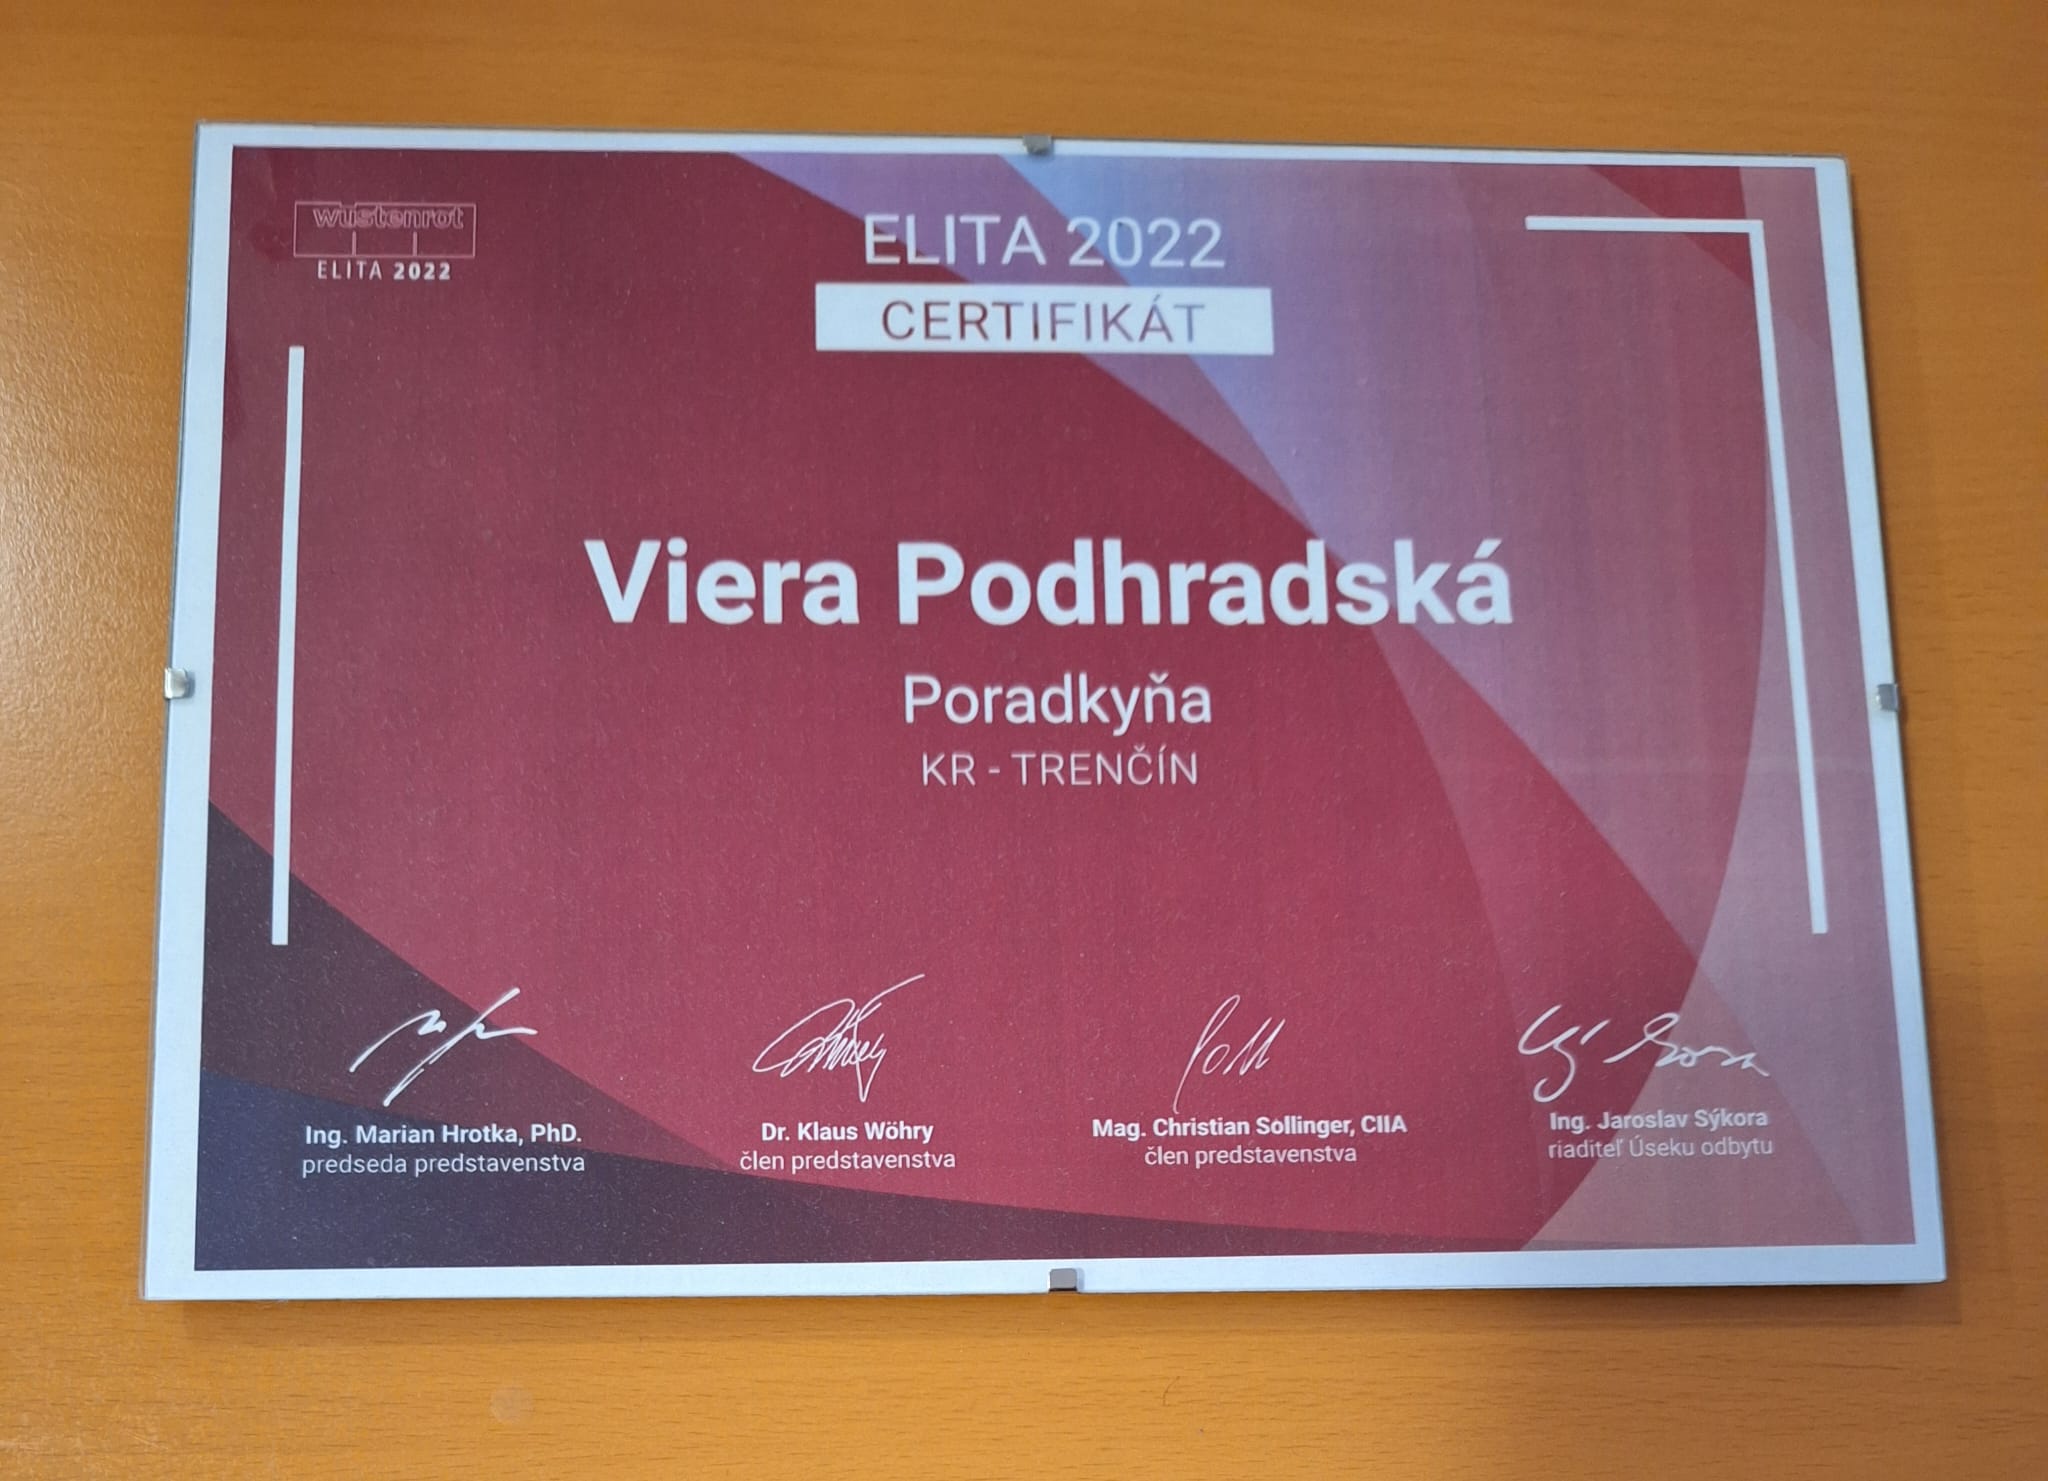 wüstenrot
ELITA 2022
ELITA 2022
CERTIFIKÁT
Viera Podhradská
Poradkyňa
KR - TRENČÍN
Ing. Marian Hrotka, PhD.
predseda predstavenstva
Dr. Klaus Wöhry
člen predstavenstva
Mag. Christian Sollinger, CIIA
člen predstavenstva
Ing. Jaroslav Sýkora
riaditeľ Úseku odbytu